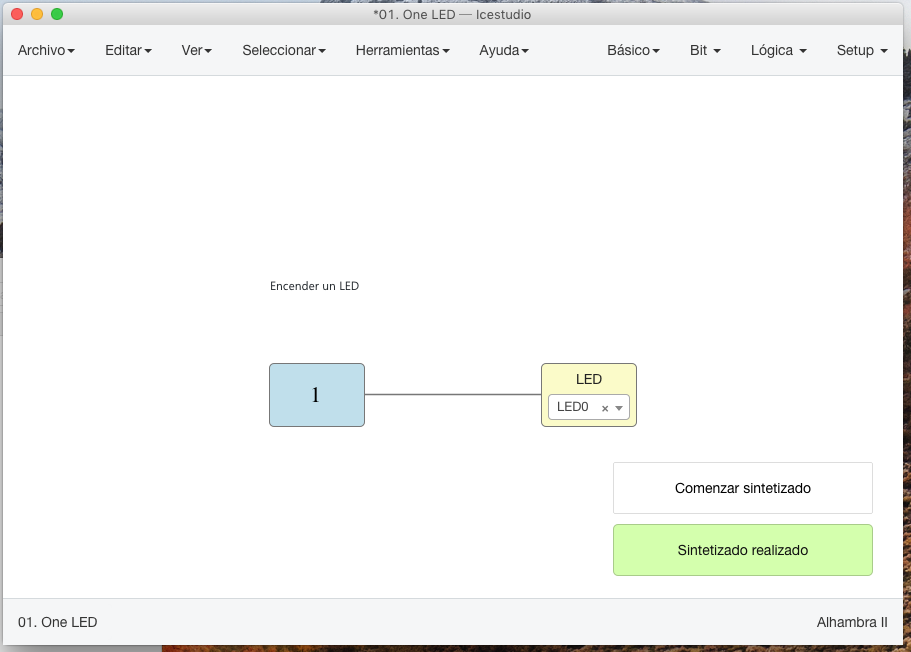 *01. One LED — Icestudio
Archivo Editar Ver Seleccionar Herramientas Ayuda Básico Bit Lógica Setup
Encender un LED
1
LED
LED0
Comenzar sintetizado
Sintetizado realizado
01. One LED Alhambra II